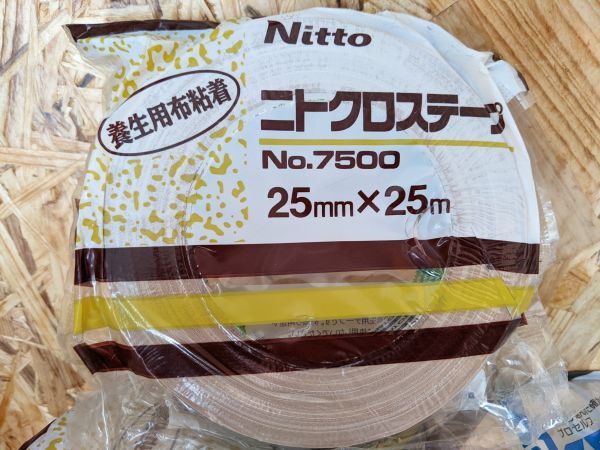 Nitto
養生用布粘着
ニトクロステープ
No.7500
25mm×25m